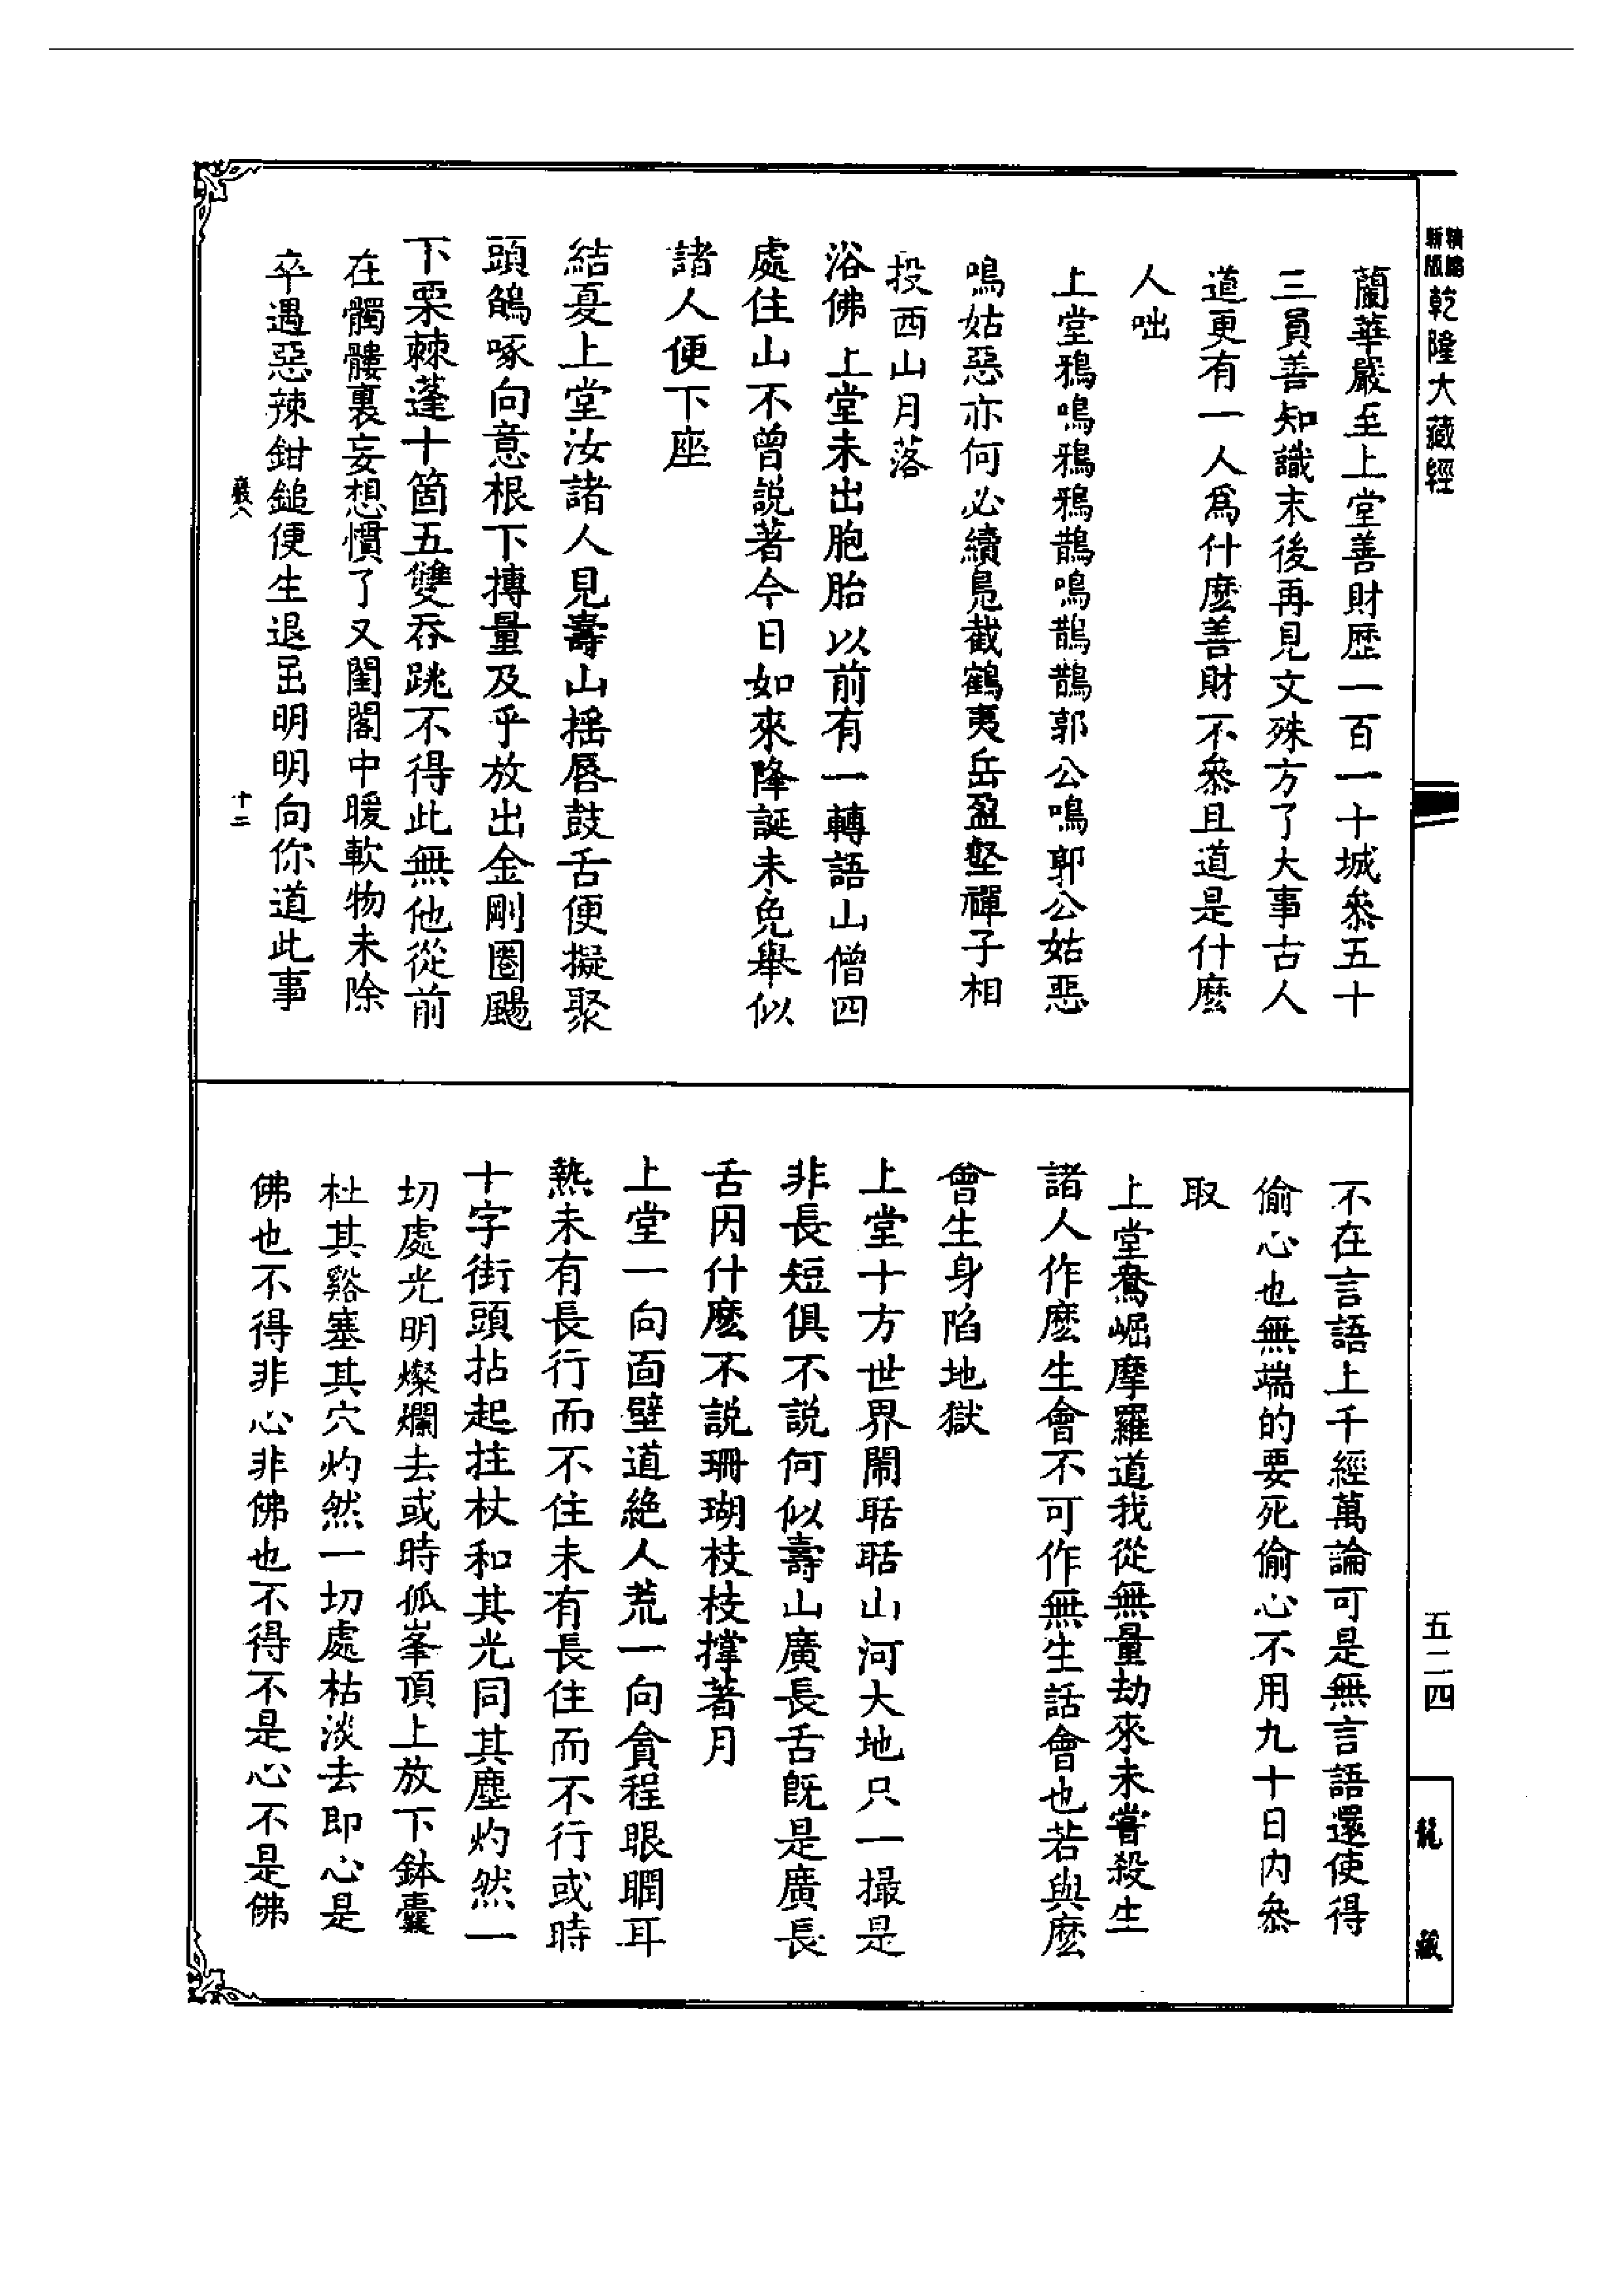 精縮
新版
乾隆大藏經
蘭華嚴至上堂善財歷一百一十城叅五十
三員善知識末後再見文殊方了大事古人
道更有一人爲什麽善財不叅且道是什麽
人咄
上堂鴉鳴鴉鴉鵲鳴鵲鵲郭公鳴郭公姑惡
鳴姑惡亦何必續鳧截鶴夷岳盈壑禪子相
投西山月落
浴佛上堂未出胞胎以前有一轉語山僧四
處住山不曾說著今日如來降誕未免舉似
諸人便下座
結夏上堂汝諸人見壽山搖唇鼓舌便擬聚
頭鵮啄向意根下摶量及乎放出金剛圈颺
下栗棘蓬十箇五雙吞跳不得此無他從前
在髑髏裏妄想慣了又閨閣中暖軟物未除
卒遇惡辣鉗鎚便生退屈明明向你道此事
十二
不在言語上千經萬論可是無言語還使得
偷心也無端的要死偷心不用九十日內叅
取
上堂鴦崛摩羅道我從無量劫來未嘗殺生
諸人作麽生會不可作無生話會也若與麽
會生身陷地獄
上堂十方世界鬧聒聒山河大地只一撮是
非長短俱不說何似壽山廣長舌旣是廣長
舌因什麽不說珊瑚枝枝撐著月
上堂一向面壁道絕人荒一向貪程眼瞤耳
熱未有長行而不住未有長住而不行或時
十字街頭拈起拄杖和其光同其塵灼然一
切處光明燦爛去或時孤峯頂上放下鉢囊
杜其谿塞其穴灼然一切處枯淡去即心是
佛也不得非心非佛也不得不是心不是佛
五二四
龍藏